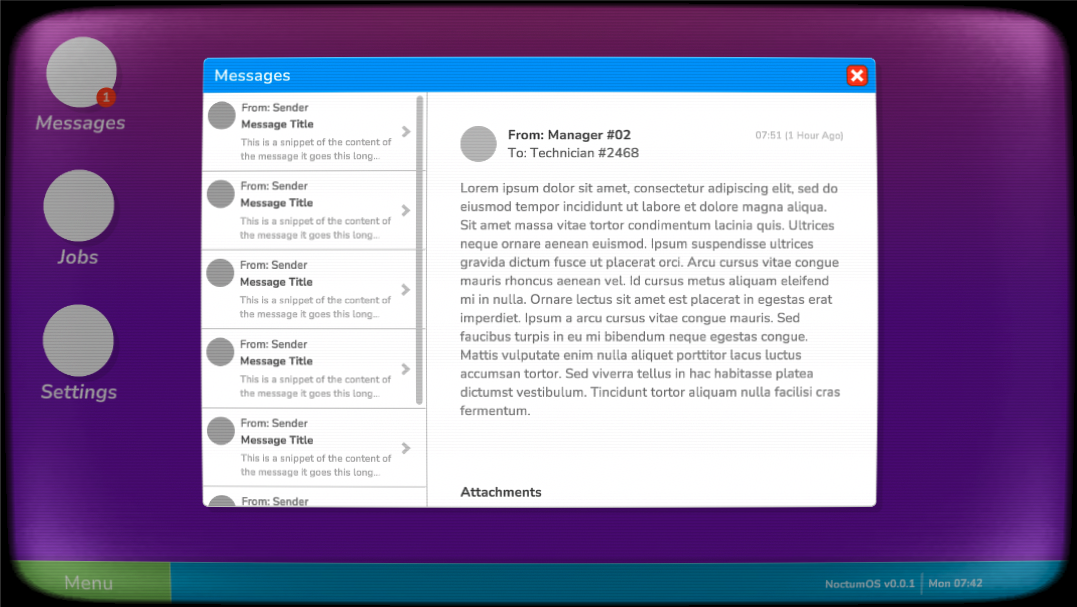 1
Messages
Jobs
Settings
Messages
From: Sender
Message Title
This is a snippet of the content of
the message it goes this long...
From: Sender
Message Title
This is a snippet of the content of
the message it goes this long...
From: Sender
Message Title
This is a snippet of the content of
the message it goes this long...
From: Sender
Message Title
This is a snippet of the content of
the message it goes this long...
From: Sender
Message Title
This is a snippet of the content of
the message it goes this long...
From: Sender
From: Manager #02
07:51 (1 Hour Ago)
To: Technician #2468
Lorem ipsum dolor sit amet, consectetur adipiscing elit, sed do
eiusmod tempor incididunt ut labore et dolore magna aliqua.
Sit amet massa vitae tortor condimentum lacinia quis. Ultrices
neque ornare aenean euismod. Ipsum suspendisse ultrices
gravida dictum fusce ut placerat orci. Arcu cursus vitae congue
mauris rhoncus aenean vel. Id cursus metus aliquam eleifend
mi in nulla. Ornare lectus sit amet est placerat in egestas erat
imperdiet. Ipsum a arcu cursus vitae congue mauris. Sed
faucibus turpis in eu mi bibendum neque egestas congue.
Mattis vulputate enim nulla aliquet porttitor lacus luctus
accumsan tortor. Sed viverra tellus in hac habitasse platea
dictumst vestibulum. Tincidunt tortor aliquam nulla facilisi cras
fermentum.
Attachments
Menu
NoctumOS v0.0.1
Mon 07:42